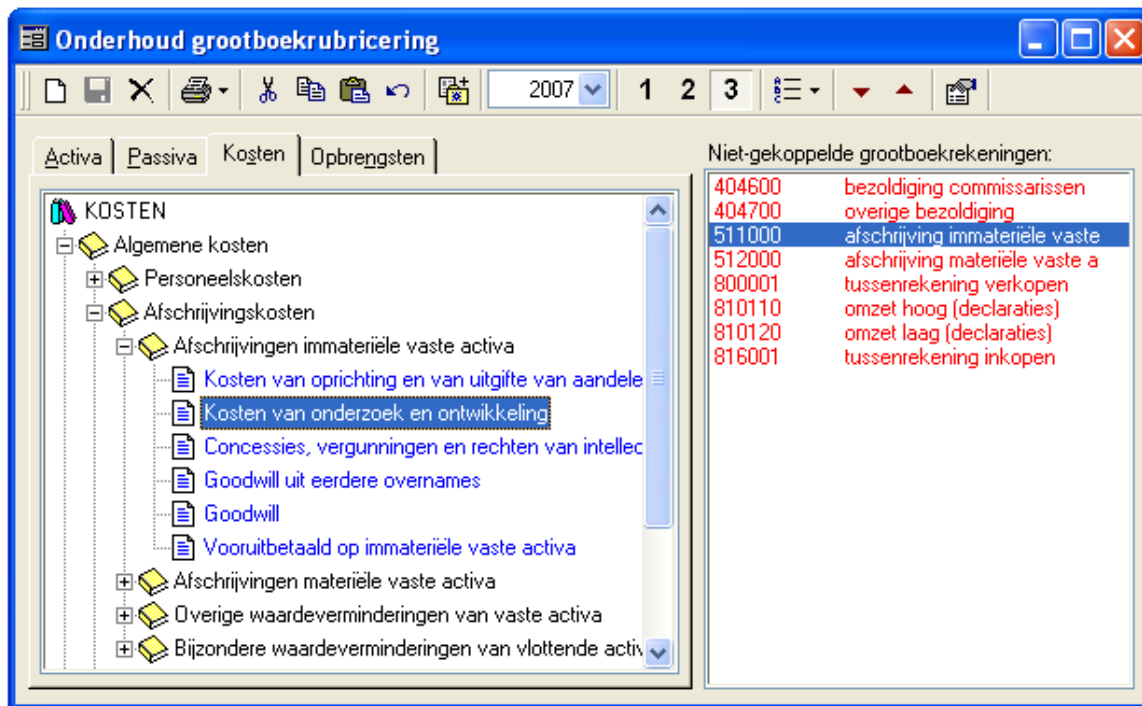 Onderhoud grootboekrubricering
2007 1 2 3
Activa Passiva Kosten Opbrengsten
KOSTEN
Algemene kosten
Personeelskosten
Afschrijvingskosten
Afschrijvingen immateriële vaste activa
Kosten van oprichting en van uitgifte van aandele
Kosten van onderzoek en ontwikkeling
Concessies, vergunningen en rechten van intellec
Goodwill uit eerdere overnames
Goodwill
Vooruitbetaald op immateriële vaste activa
Afschrijvingen materiële vaste activa
Overige waardeverminderingen van vaste activa
Bijzondere waardeverminderingen van vlottende activ
Niet-gekoppelde grootboekrekeningen:
404600 bezoldiging commissarissen
404700 overige bezoldiging
511000 afschrijving immateriële vaste
512000 afschrijving materiële vaste a
800001 tussenrekening verkopen
810110 omzet hoog (declaraties)
810120 omzet laag (declaraties)
816001 tussenrekening inkopen